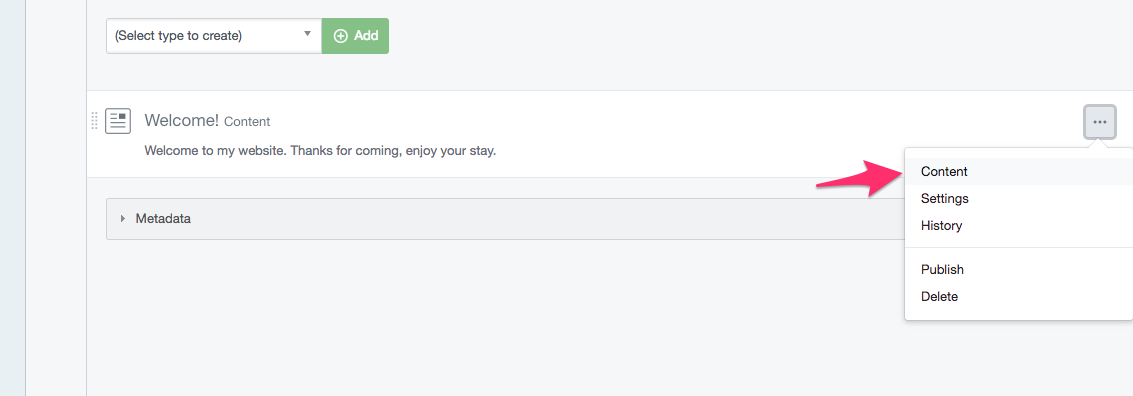 (Select type to create) Add
Welcome! Content
Welcome to my website. Thanks for coming, enjoy your stay.
Content
Settings
History
Publish
Delete
Metadata